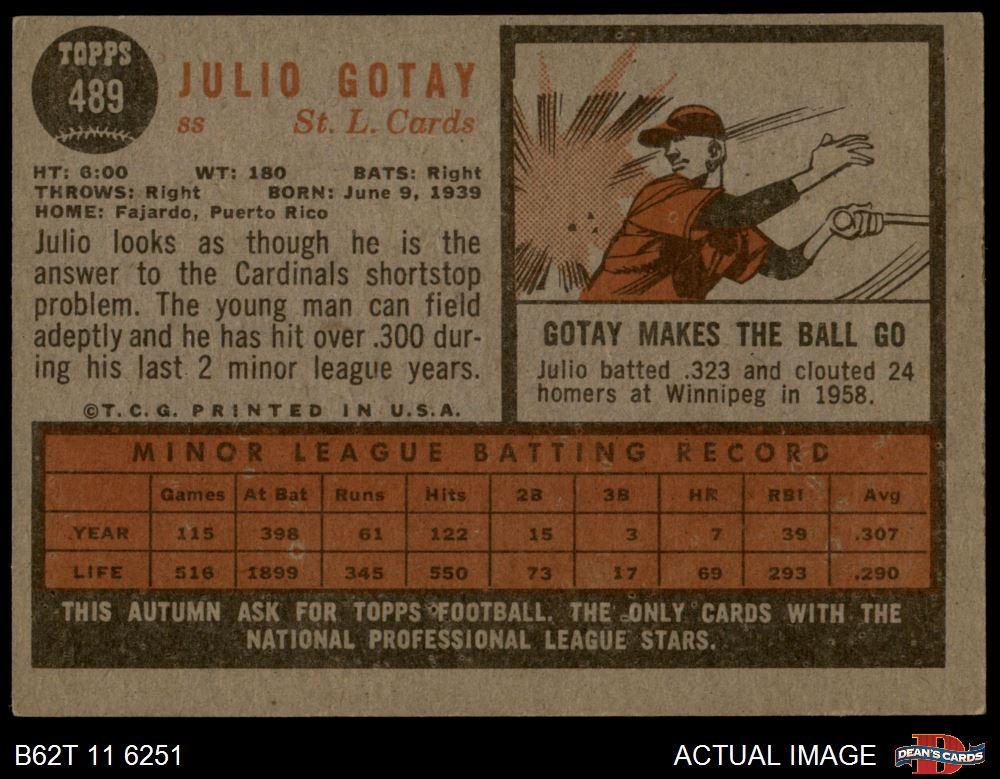 TOPPS
489
JULIO GOTAY
ss St. L. Cards
HT: 6:00 WT: 180 BATS: Right
THROWS: Right BORN: June 9, 1939
HOME: Fajardo, Puerto Rico
Julio looks as though he is the
answer to the Cardinals shortstop
problem. The young man can field
adeptly and he has hit over .300 dur-
ing his last 2 minor league years.
©T. C. G. PRINTED IN U.S.A.
GOTAY MAKES THE BALL GO
Julio batted .323 and clouted 24
homers at Winnipeg in 1958.
MINOR LEAGUE BATTING RECORD
Games At Bat Runs Hits 2B 3B HR RBI Avg
YEAR 115 398 61 122 15 3 7 39 .307
LIFE 516 1899 345 550 73 17 69 293 .290
THIS AUTUMN ASK FOR TOPPS FOOTBALL. THE ONLY CARDS WITH THE
NATIONAL PROFESSIONAL LEAGUE STARS.
B62T 11 6251
ACTUAL IMAGE
DEAN'S CARDS